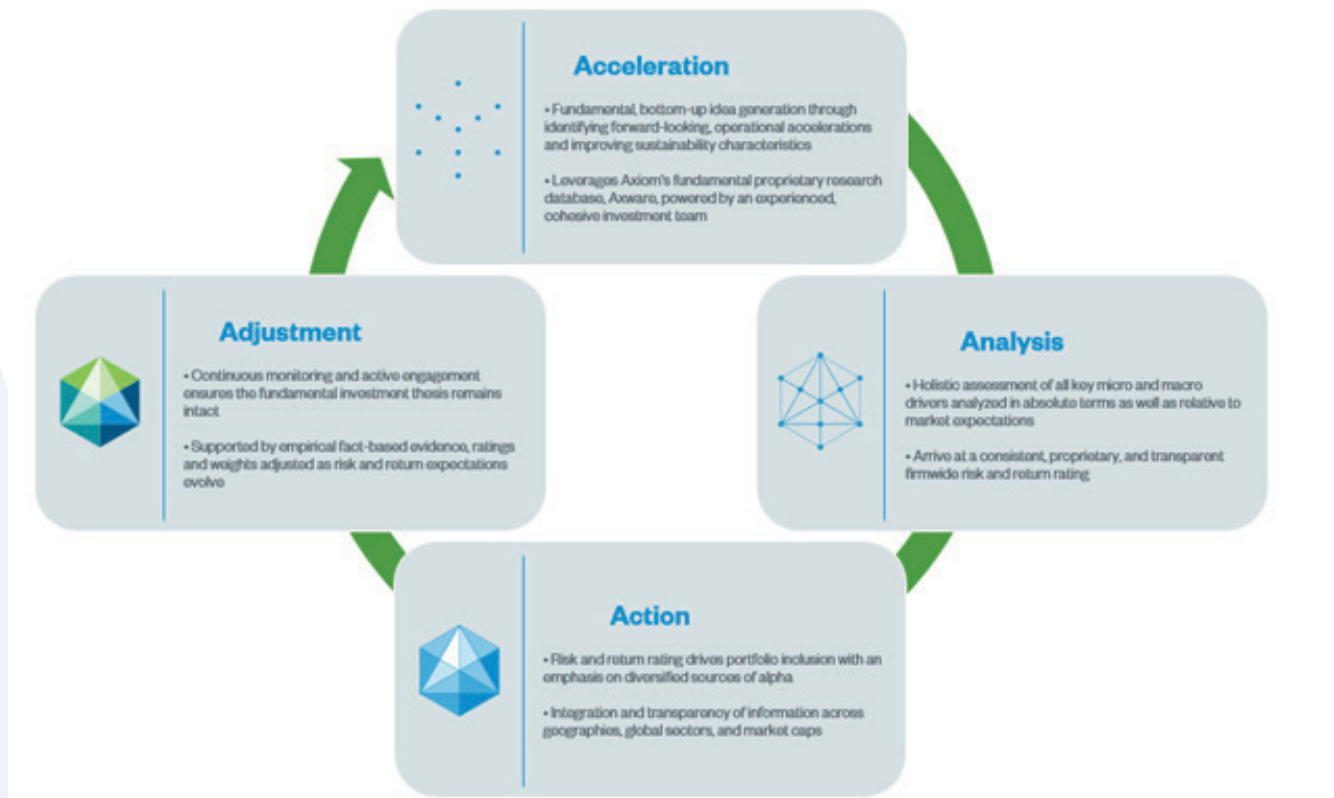 Acceleration
• Fundamental, bottom-up idea generation through
identifying forward-looking, operational accelerations
and improving sustainability characteristics
• Leverages Axiom's fundamental proprietary research
database, Axware, powered by an experienced,
cohesive investment team
Analysis
• Holistic assessment of all key micro and macro
drivers analyzed in absolute terms as well as relative to
market expectations
• Arrive at a consistent, proprietary, and transparent
firmwide risk and return rating
Action
• Risk and return rating drives portfolio inclusion with an
emphasis on diversified sources of alpha
• Integration and transparency of information across
geographies, global sectors, and market caps
Adjustment
• Continuous monitoring and active engagement
ensures the fundamental investment thesis remains
intact
• Supported by empirical fact-based evidence, ratings
and weights adjusted as risk and return expectations
evolve